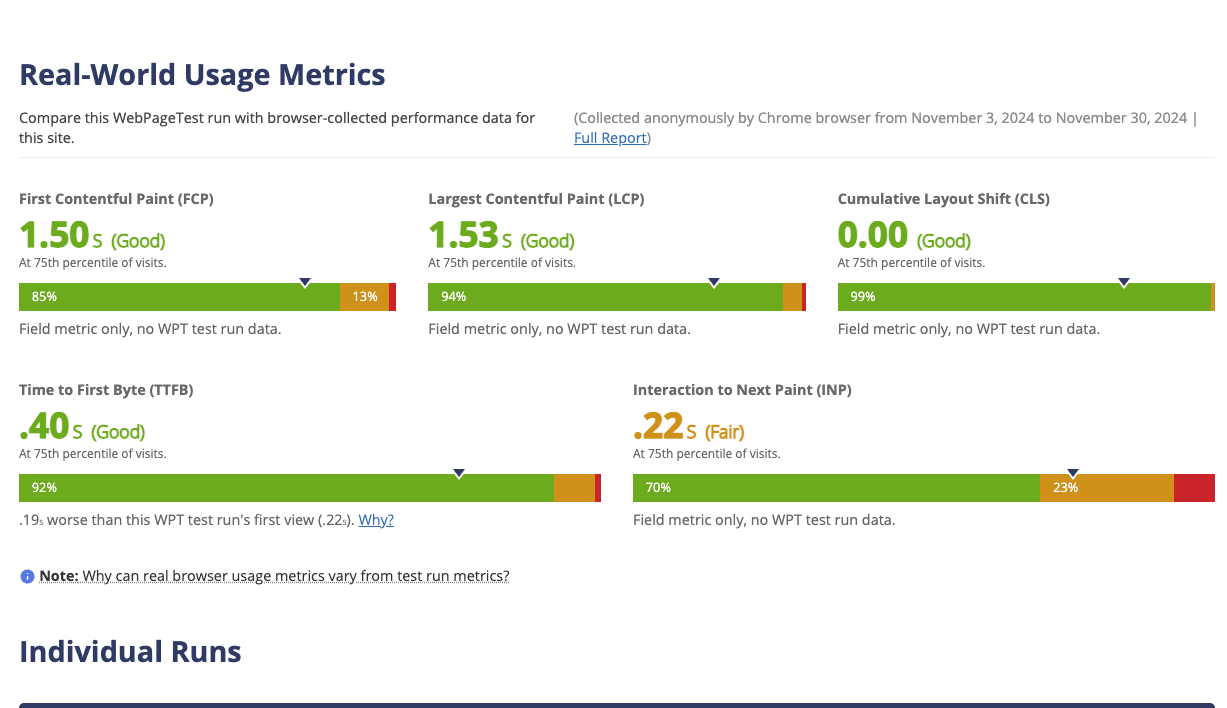 Real-World Usage Metrics
Compare this WebPageTest run with browser-collected performance data for
this site.
(Collected anonymously by Chrome browser from November 3, 2024 to November 30, 2024 |
Full Report)
First Contentful Paint (FCP)
1.50 S (Good)
At 75th percentile of visits.
85% 13%
Field metric only, no WPT test run data.
Largest Contentful Paint (LCP)
1.53 S (Good)
At 75th percentile of visits.
94%
Field metric only, no WPT test run data.
Cumulative Layout Shift (CLS)
0.00 (Good)
At 75th percentile of visits.
99%
Field metric only, no WPT test run data.
Time to First Byte (TTFB)
.40 S (Good)
At 75th percentile of visits.
92%
.19s worse than this WPT test run's first view (.22s). Why?
Interaction to Next Paint (INP)
.22 S (Fair)
At 75th percentile of visits.
70% 23%
Field metric only, no WPT test run data.
Note: Why can real browser usage metrics vary from test run metrics?
Individual Runs